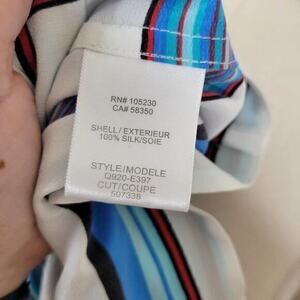 RN# 105230
CA# 58350
SHELL/EXTERIEUR
100% SILK/SOIE
STYLE/MODELE
Q920-E397
CUT/COUPE
507338